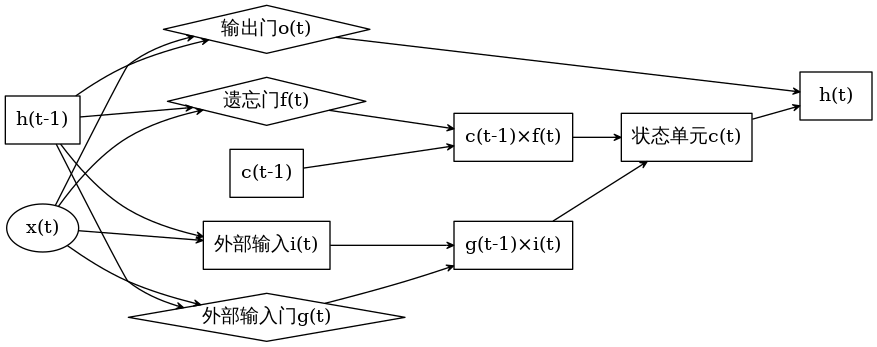 输出门o(t)
h(t-1)
遗忘门f(t)
h(t)
c(t-1)×f(t)
状态单元c(t)
c(t-1)
x(t)
外部输入i(t)
g(t-1)×i(t)
外部输入门g(t)